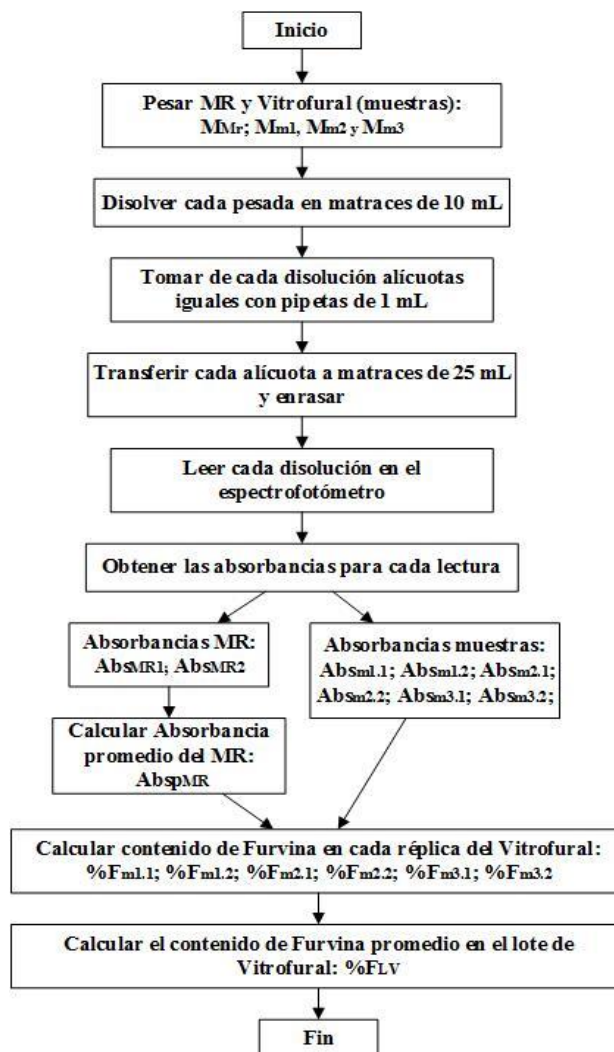 Inicio
Pesar MR y Vitrofural (muestras):
MMr; Mm1, Mm2 y Mm3
Disolver cada pesada en matraces de 10 mL
Tomar de cada disolución alícuotas
iguales con pipetas de 1 mL
Transferir cada alícuota a matraces de 25 mL
y enrasar
Leer cada disolución en el
espectrofotómetro
Obtener las absorbancias para cada lectura
Absorbancias MR:
AbsMR1; AbsMR2
Calcular Absorbancia
promedio del MR:
AbspMR
Absorbancias muestras:
Absm1.1; Absm1.2; Absm2.1;
Absm2.2; Absm3.1; Absm3.2;
Calcular contenido de Furvina en cada réplica del Vitrofural:
%Fm1.1; %Fm1.2; %Fm2.1; %Fm2.2; %Fm3.1; %Fm3.2
Calcular el contenido de Furvina promedio en el lote de
Vitrofural: %FLV
Fin